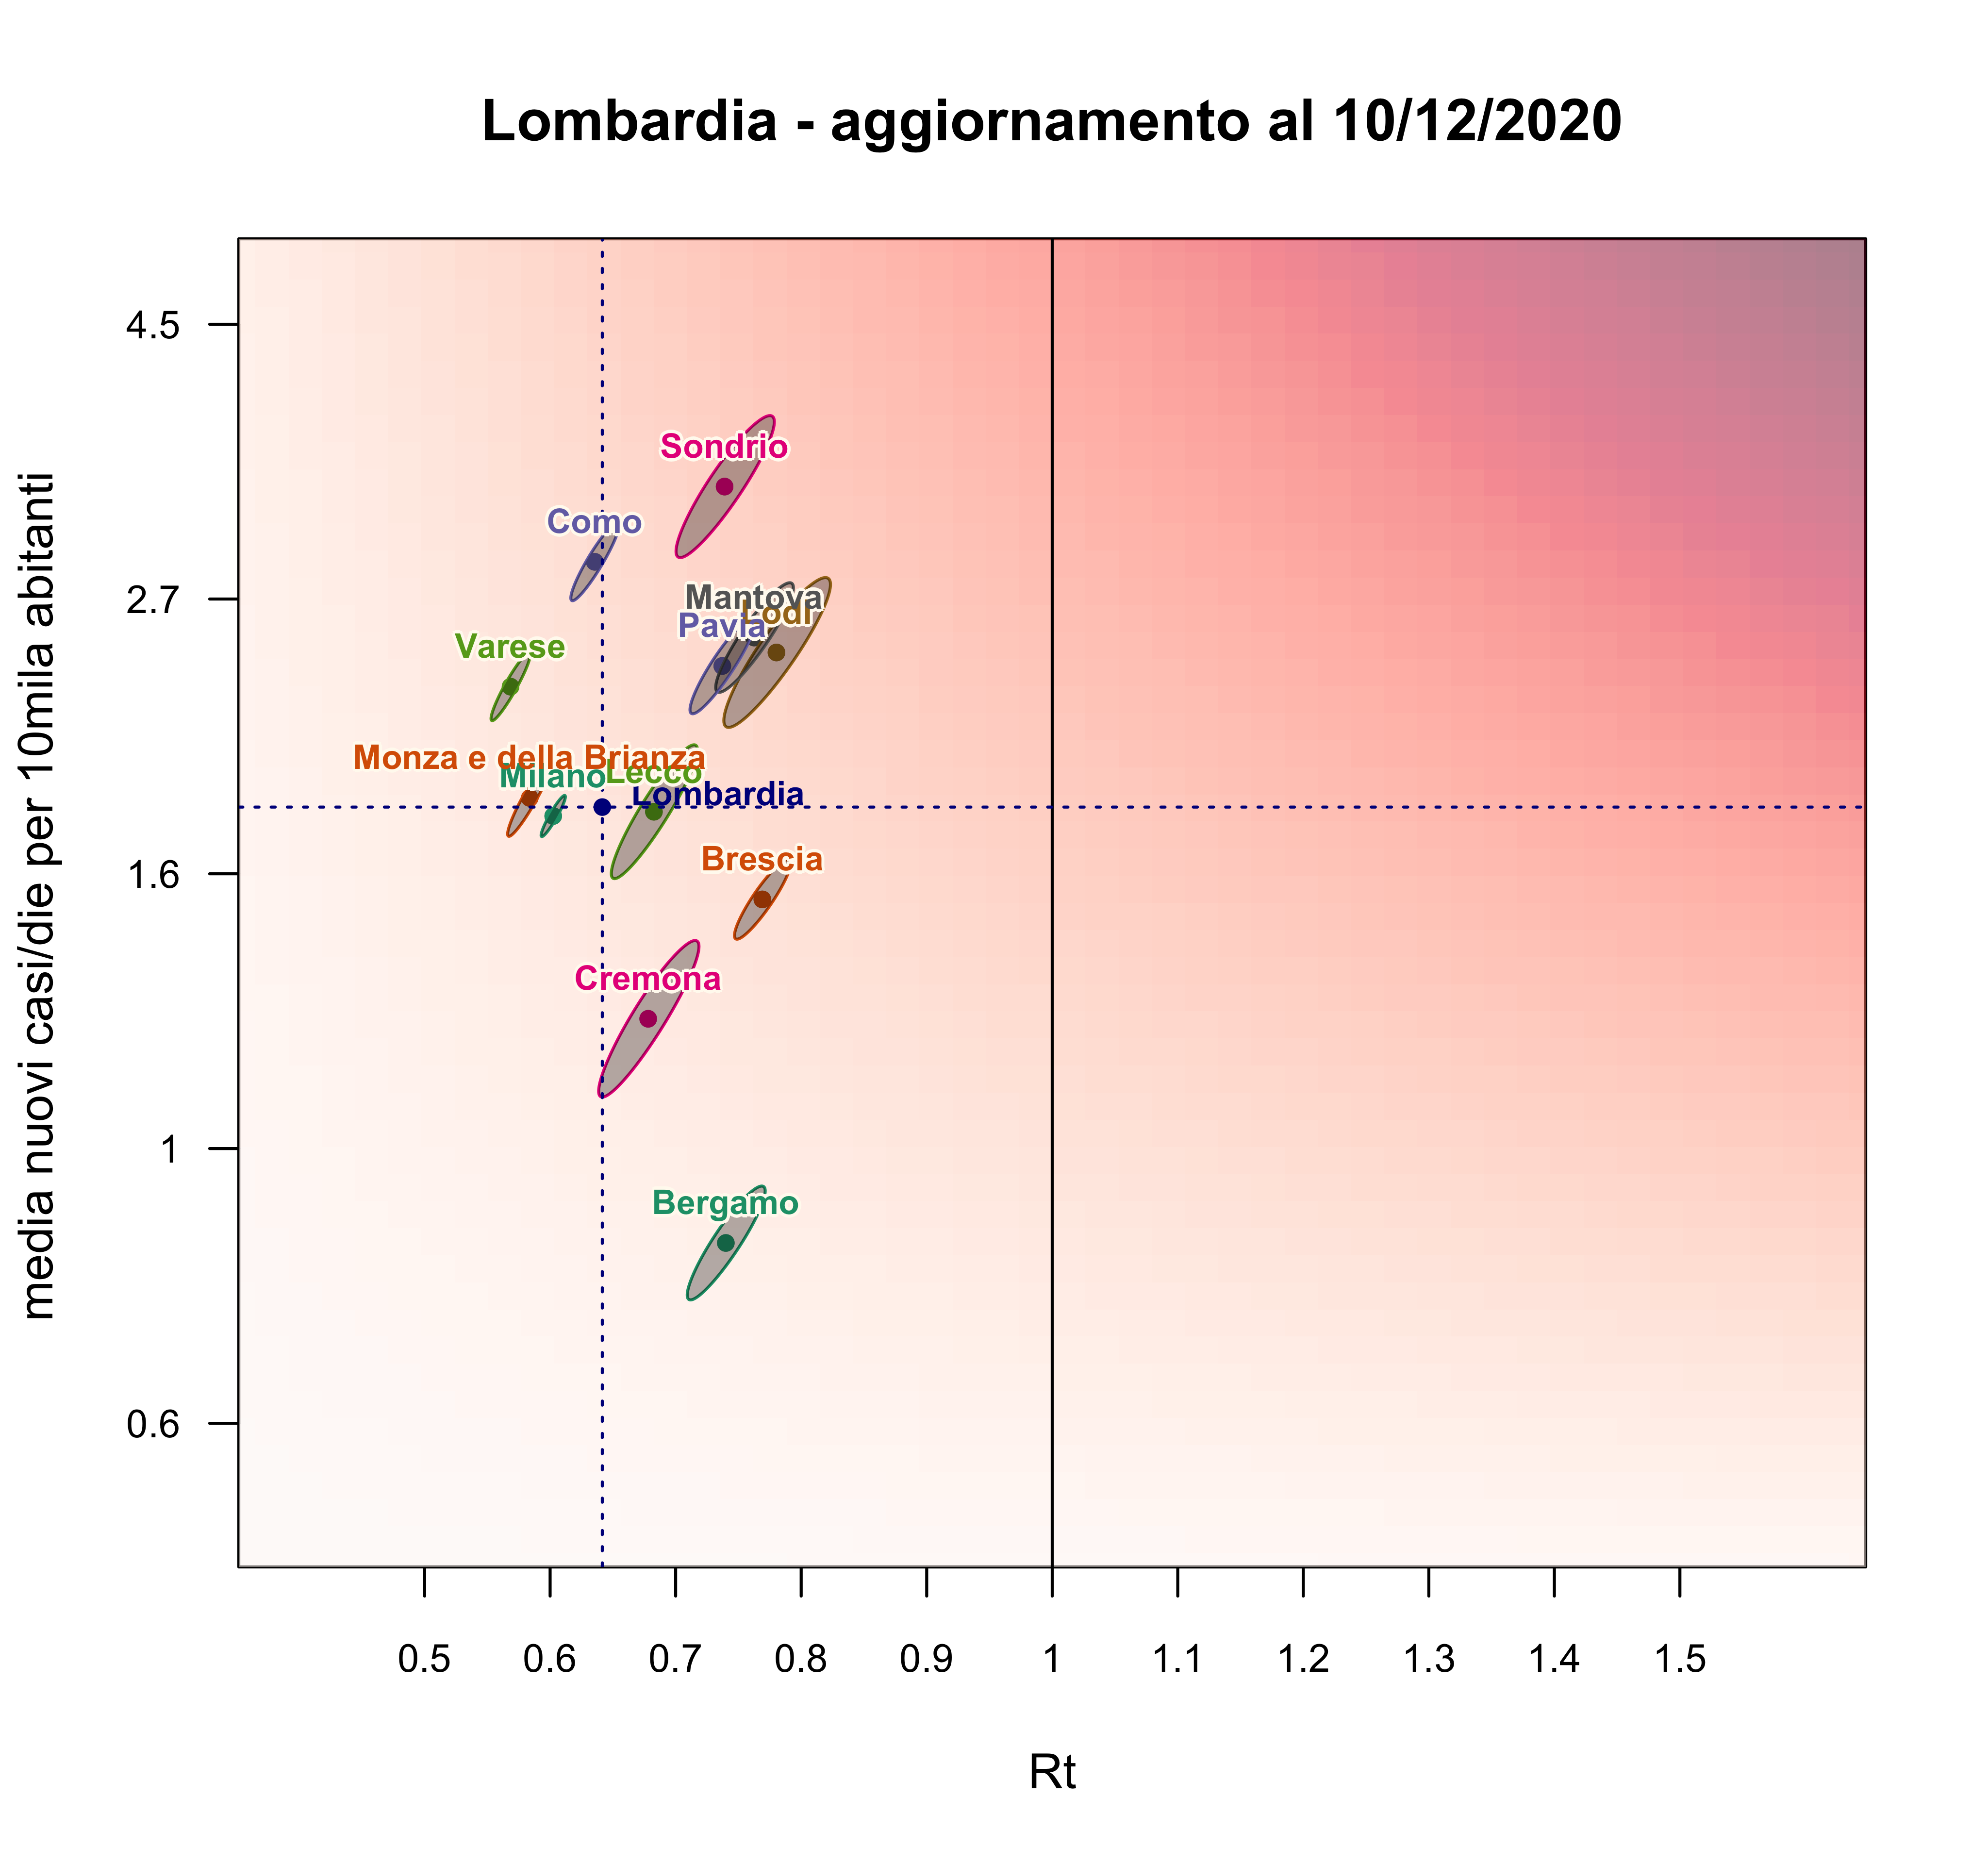 Lombardia - aggiornamento al 10/12/2020
media nuovi casi/die per 10mila abitanti
4.5
2.7
1.6
1
0.6
Sondrio
Como
Mantova
Lodi
Pavia
Varese
Monza e della Brianza
Lecco
Milano
Lombardia
Brescia
Cremona
Bergamo
0.5 0.6 0.7 0.8 0.9 1 1.1 1.2 1.3 1.4 1.5
Rt